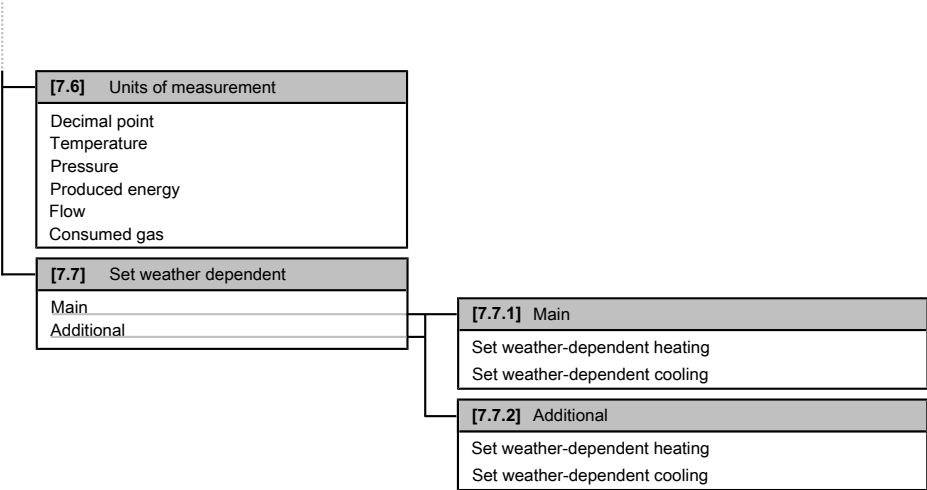 [7.6] Units of measurement
Decimal point
Temperature
Pressure
Produced energy
Flow
Consumed gas
[7.7] Set weather dependent
Main
Additional
[7.7.1] Main
Set weather-dependent heating
Set weather-dependent cooling
[7.7.2] Additional
Set weather-dependent heating
Set weather-dependent cooling